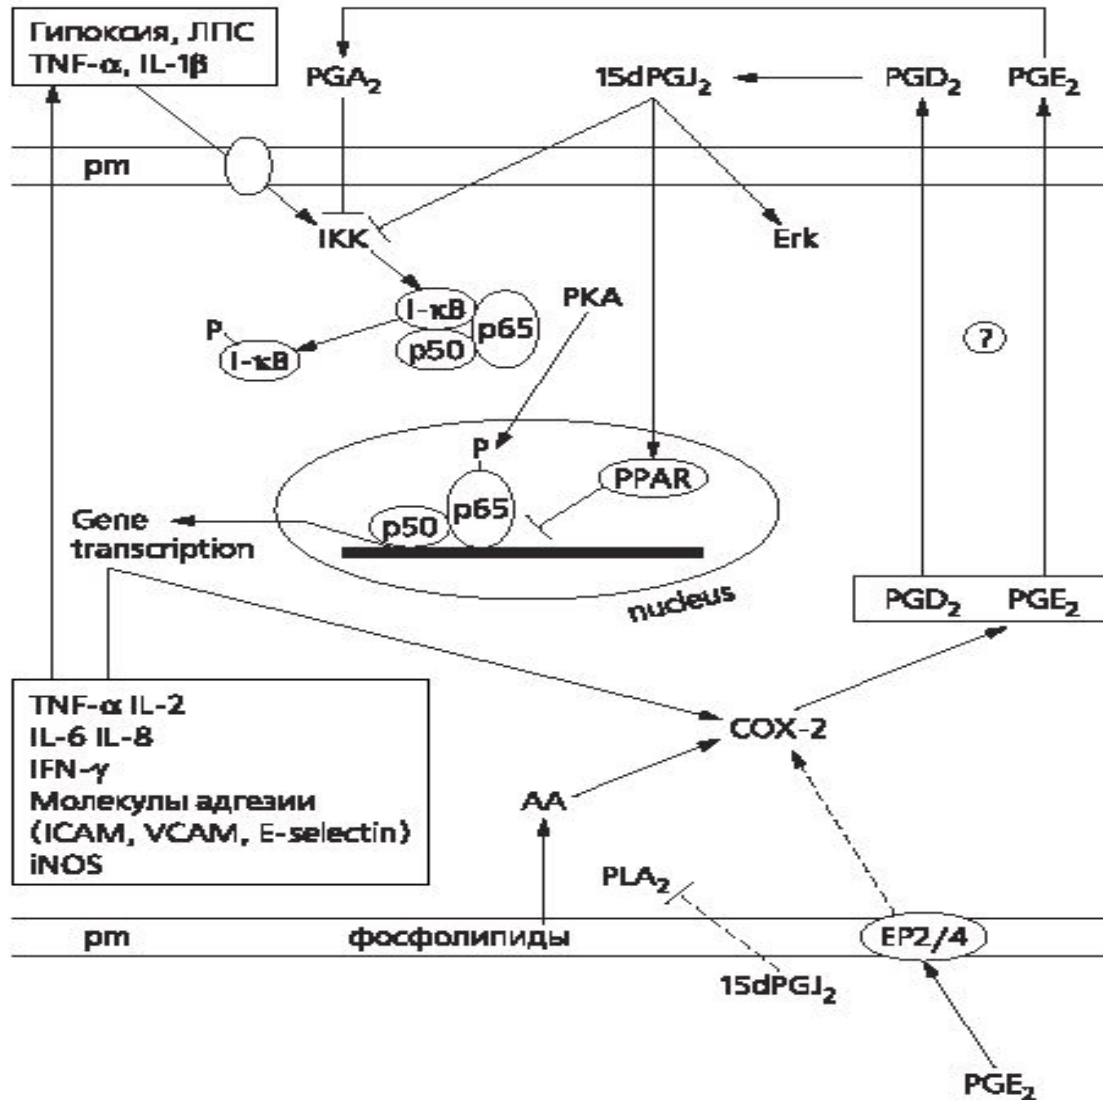 Гипоксия, ЛПС
TNF-α, IL-1β
PGA₂
15dPGJ₂
PGD₂
PGE₂
pm
IKK
Erk
I-κB
p65
p50
PKA
P
I-κB
?
P
PPAR
p65
p50
Gene
transcription
nucleus
PGD₂ PGE₂
TNF-α IL-2
IL-6 IL-8
IFN-γ
Молекулы адгезии
(ICAM, VCAM, E-selectin)
iNOS
COX-2
AA
PLA₂
pm
фосфолипиды
EP2/4
15dPGJ₂
PGE₂